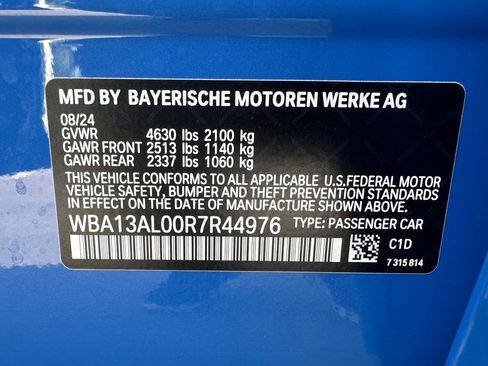 MFD BY BAYERISCHE MOTOREN WERKE AG
08/24
GVWR 4630 lbs 2100 kg
GAWR FRONT 2513 lbs 1140 kg
GAWR REAR 2337 lbs 1060 kg
THIS VEHICLE CONFORMS TO ALL APPLICABLE U.S.FEDERAL MOTOR
VEHICLE SAFETY, BUMPER AND THEFT PREVENTION STANDARDS
IN EFFECT ON THE DATE OF MANUFACTURE SHOWN ABOVE.
WBA13AL00R7R44976 TYPE: PASSENGER CAR
C1D
7 315 814